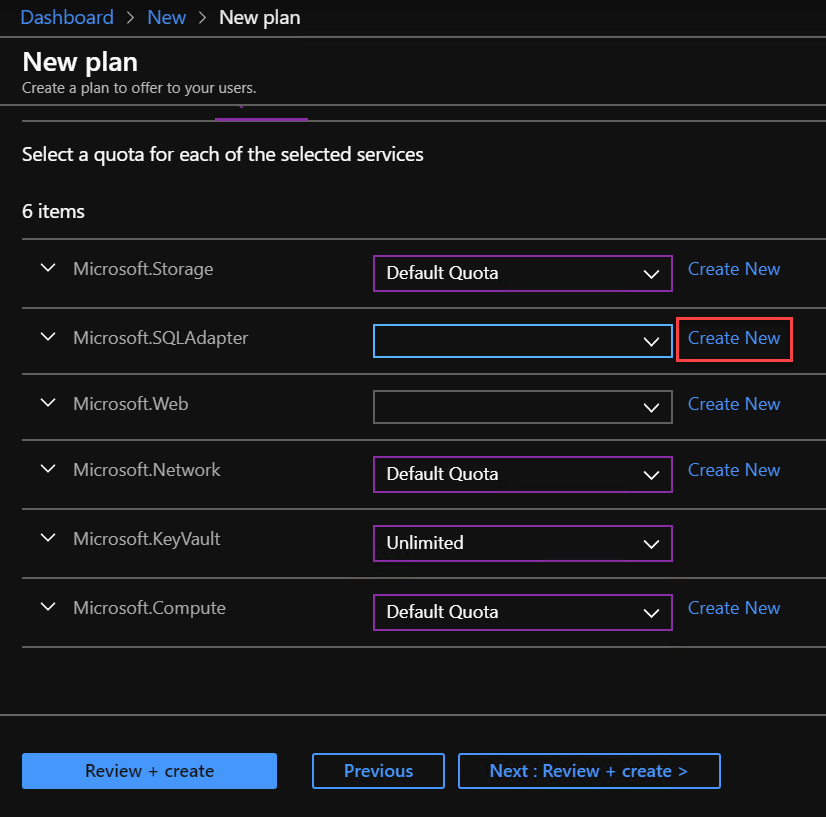 Dashboard > New > New plan
New plan
Create a plan to offer to your users.
Select a quota for each of the selected services
6 items
Microsoft.Storage Default Quota Create New
Microsoft.SQLAdapter Create New
Microsoft.Web Create New
Microsoft.Network Default Quota Create New
Microsoft.KeyVault Unlimited
Microsoft.Compute Default Quota Create New
Review + create Previous Next : Review + create >